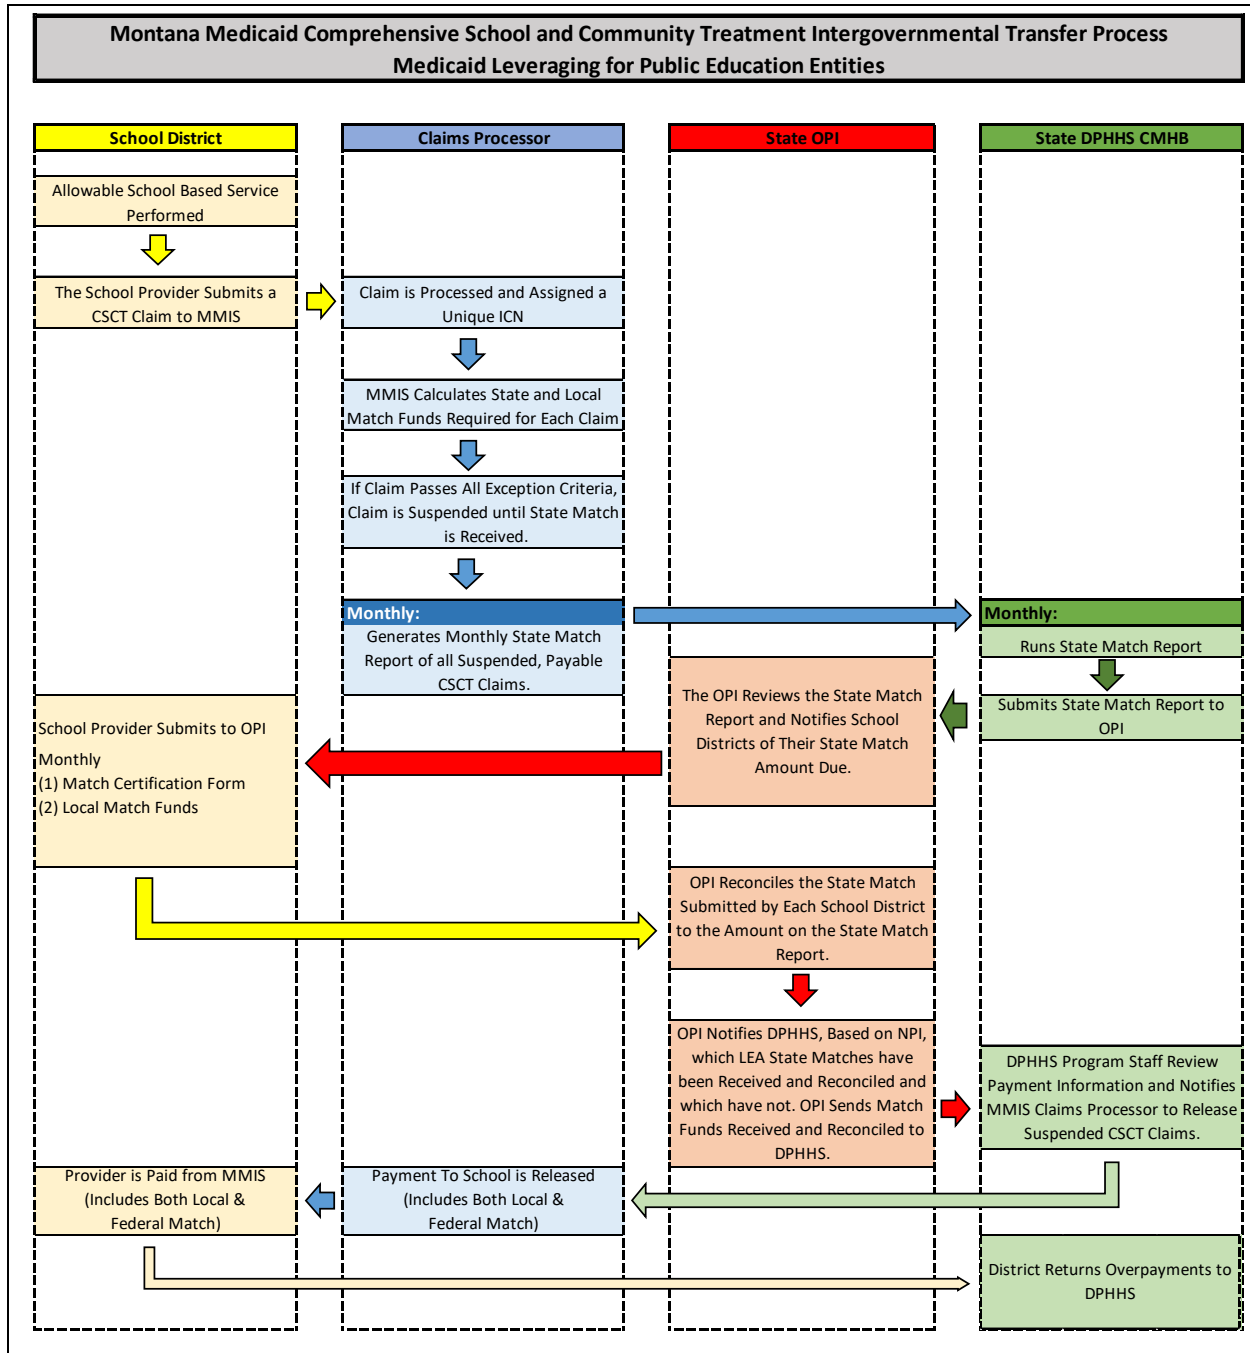 Montana Medicaid Comprehensive School and Community Treatment Intergovernmental Transfer Process
Medicaid Leveraging for Public Education Entities
School District
Claims Processor
State OPI
State DPHHS CMHB
Allowable School Based Service
Performed
The School Provider Submits a
CSCT Claim to MMIS
Claim is Processed and Assigned a
Unique ICN
MMIS Calculates State and Local
Match Funds Required for Each Claim
If Claim Passes All Exception Criteria,
Claim is Suspended until State Match
is Received.
Monthly:
Generates Monthly State Match
Report of all Suspended, Payable
CSCT Claims.
Monthly:
Runs State Match Report
Submits State Match Report to
OPI
The OPI Reviews the State Match
Report and Notifies School
Districts of Their State Match
Amount Due.
School Provider Submits to OPI
Monthly
(1) Match Certification Form
(2) Local Match Funds
OPI Reconciles the State Match
Submitted by Each School District
to the Amount on the State Match
Report.
OPI Notifies DPHHS, Based on NPI,
which LEA State Matches have
been Received and Reconciled and
which have not. OPI Sends Match
Funds Received and Reconciled to
DPHHS.
DPHHS Program Staff Review
Payment Information and Notifies
MMIS Claims Processor to Release
Suspended CSCT Claims.
Payment To School is Released
(Includes Both Local &
Federal Match)
Provider is Paid from MMIS
(Includes Both Local &
Federal Match)
District Returns Overpayments to
DPHHS